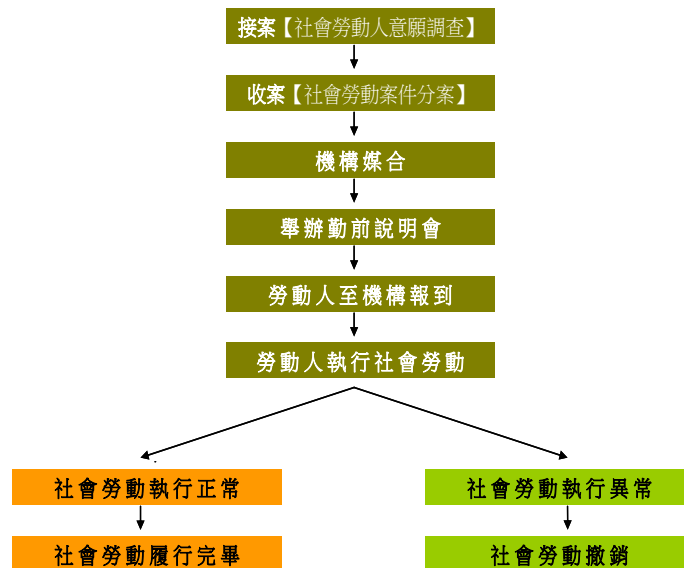 接案【社會勞動人意願調查】
收案【社會勞動案件分案】
機構媒合
舉辦勤前說明會
勞動人至機構報到
勞動人執行社會勞動
社會勞動執行正常
社會勞動執行異常
社會勞動履行完畢
社會勞動撤銷